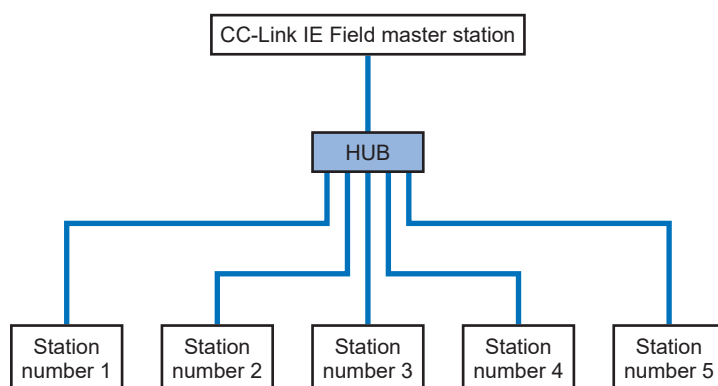 CC-Link IE Field master station
HUB
Station
number 1
Station
number 2
Station
number 3
Station
number 4
Station
number 5